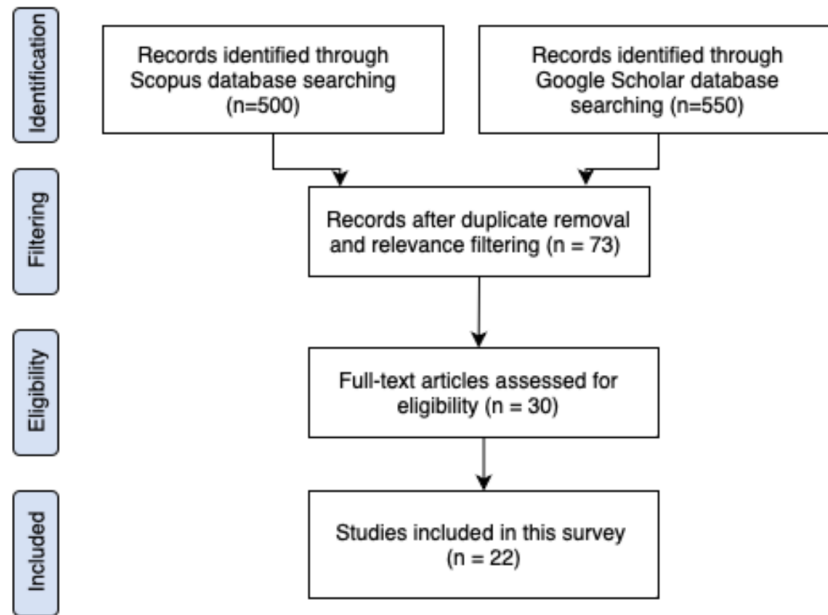 Identification
Records identified through
Scopus database searching
(n=500)
Records identified through
Google Scholar database
searching (n=550)
Filtering
Records after duplicate removal
and relevance filtering (n = 73)
Eligibility
Full-text articles assessed for
eligibility (n = 30)
Included
Studies included in this survey
(n = 22)